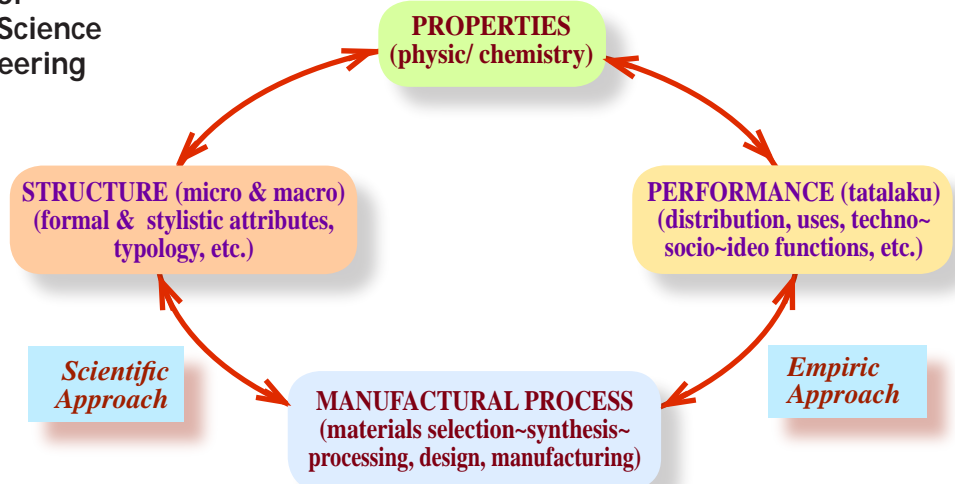 Science
eering
PROPERTIES
(physic/ chemistry)
STRUCTURE (micro & macro)
(formal & stylistic attributes,
typology, etc.)
PERFORMANCE (tatalaku)
(distribution, uses, techno~
socio~ideo functions, etc.)
Scientific
Approach
Empiric
Approach
MANUFACTURAL PROCESS
(materials selection~synthesis~
processing, design, manufacturing)